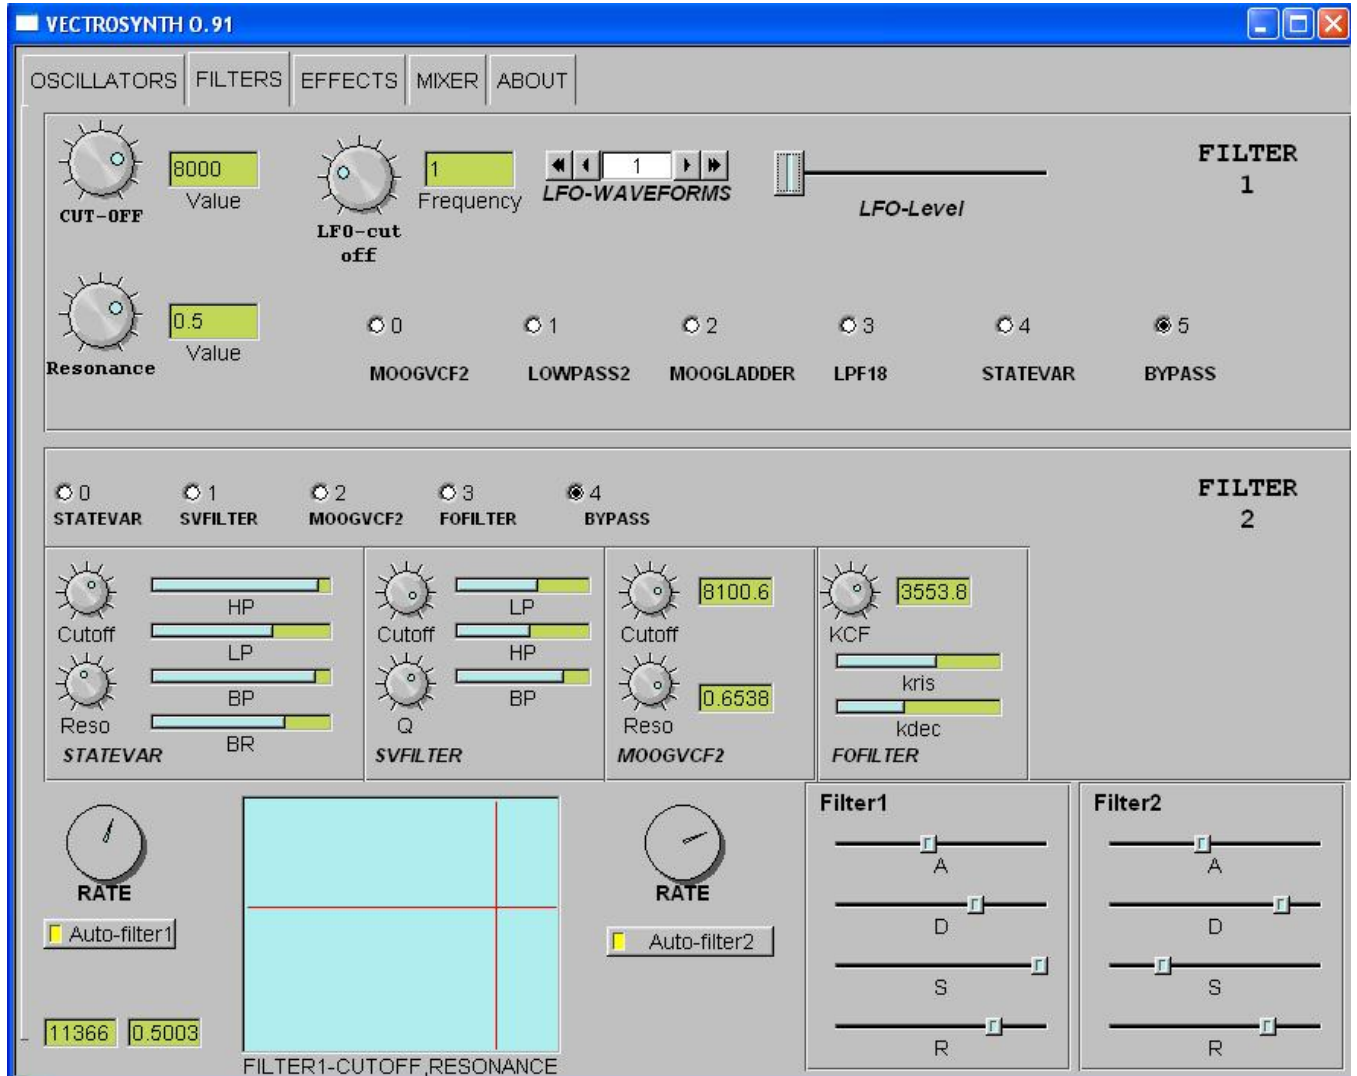 VECTROSYNTH 0.91
OSCILLATORS FILTERS EFFECTS MIXER ABOUT
8000
Value
CUT-OFF
1
Frequency
LFO-cut
off
1
LFO-WAVEFORMS
LFO-Level
FILTER
1
0.5
Value
Resonance
0 1 2 3 4 5
MOOGVCF2 LOWPASS2 MOOGLADDER LPF18 STATEVAR BYPASS
0 1 2 3 4
STATEVAR SVFILTER MOOGVCF2 FOFILTER BYPASS
FILTER
2
Cutoff
HP
LP
Reso
BP
BR
STATEVAR
Cutoff
LP
HP
Q
BP
SVFILTER
8100.6
Cutoff
0.6538
Reso
MOOGVCF2
3553.8
KCF
kris
kdec
FOFILTER
RATE
Auto-filter1
11366 0.5003
FILTER1-CUTOFF,RESONANCE
RATE
Auto-filter2
Filter1
A
D
S
R
Filter2
A
D
S
R